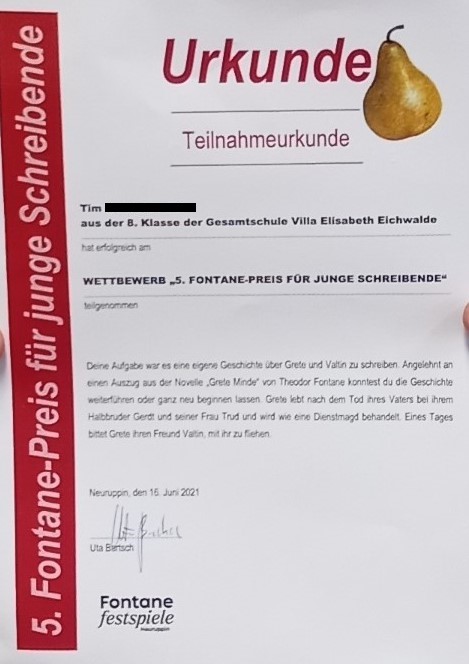 5. Fontane-Preis für junge Schreibende
Urkunde
Teilnahmeurkunde
Tim
aus der 8. Klasse der Gesamtschule Villa Elisabeth Eichwalde
hat erfolgreich am
WETTBEWERB „5. FONTANE-PREIS FÜR JUNGE SCHREIBENDE“
teilgenommen
Deine Aufgabe war es eine eigene Geschichte über Grete und Valtin zu schreiben. Angelehnt an
einen Auszug aus der Novelle „Grete Minde“ von Theodor Fontane konntest du die Geschichte
weiterführen oder ganz neu beginnen lassen. Grete lebt nach dem Tod ihres Vaters bei ihrem
Halbbruder Gerdt und seiner Frau Trud und wird wie eine Dienstmagd behandelt. Eines Tages
bittet Grete ihren Freund Valtin, mit ihr zu fliehen.
Neuruppin, den 16. Juni 2021
Uta Bartsch
Fontane
festspiele
Neuruppin